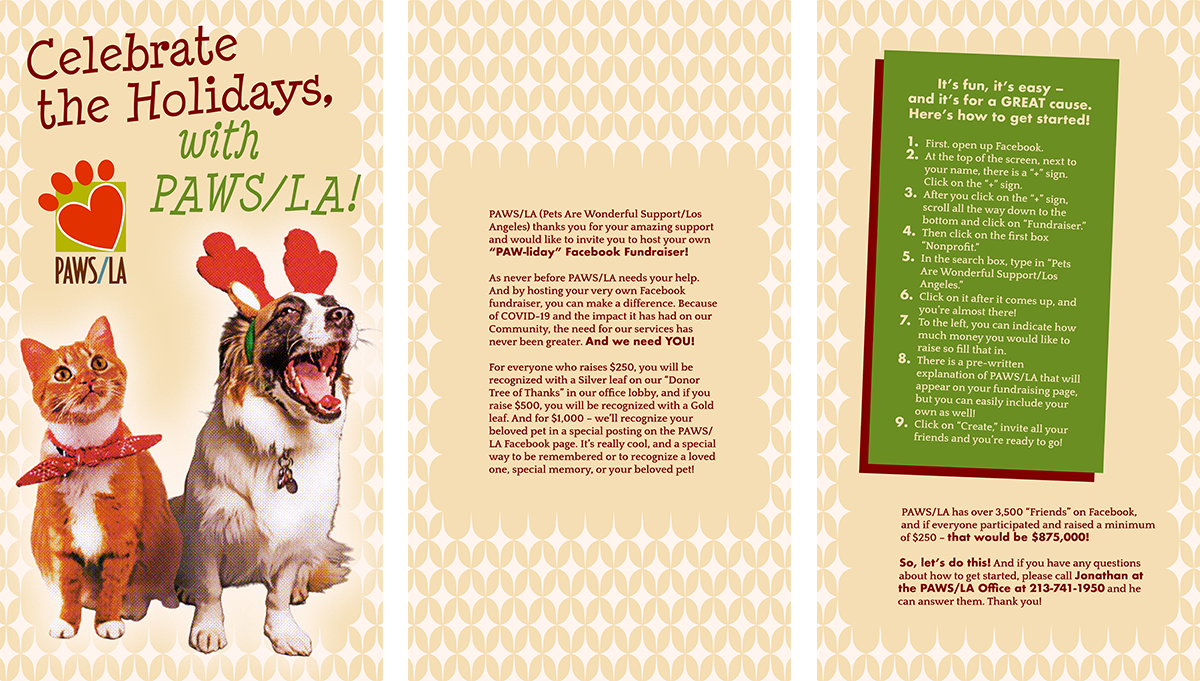 Celebrate
the Holidays,
with
PAWS/LA!
PAWS/LA
PAWS/LA (Pets Are Wonderful Support/Los
Angeles) thanks you for your amazing support
and would like to invite you to host your own
“PAW-liday” Facebook Fundraiser!
As never before PAWS/LA needs your help.
And by hosting your very own Facebook
fundraiser, you can make a difference. Because
of COVID-19 and the impact it has had on our
Community, the need for our services has
never been greater. And we need YOU!
For everyone who raises $250, you will be
recognized with a Silver leaf on our “Donor
Tree of Thanks” in our office lobby, and if you
raise $500, you will be recognized with a Gold
leaf. And for $1,000 – we’ll recognize your
beloved pet in a special posting on the PAWS/
LA Facebook page. It’s really cool, and a special
way to be remembered or to recognize a loved
one, special memory, or your beloved pet!
It’s fun, it’s easy –
and it’s for a GREAT cause.
Here’s how to get started!
1. First, open up Facebook.
2. At the top of the screen, next to
your name, there is a “+” sign.
Click on the “+” sign.
3. After you click on the “+” sign,
scroll all the way down to the
bottom and click on “Fundraiser.”
4. Then click on the first box
“Nonprofit.”
5. In the search box, type in “Pets
Are Wonderful Support/Los
Angeles.”
6. Click on it after it comes up, and
you’re almost there!
7. To the left, you can indicate how
much money you would like to
raise so fill that in.
8. There is a pre-written
explanation of PAWS/LA that will
appear on your fundraising page,
but you can easily include your
own as well!
9. Click on “Create,” invite all your
friends and you’re ready to go!
PAWS/LA has over 3,500 “Friends” on Facebook,
and if everyone participated and raised a minimum
of $250 – that would be $875,000!
So, let’s do this! And if you have any questions
about how to get started, please call Jonathan at
the PAWS/LA Office at 213-741-1950 and he
can answer them. Thank you!